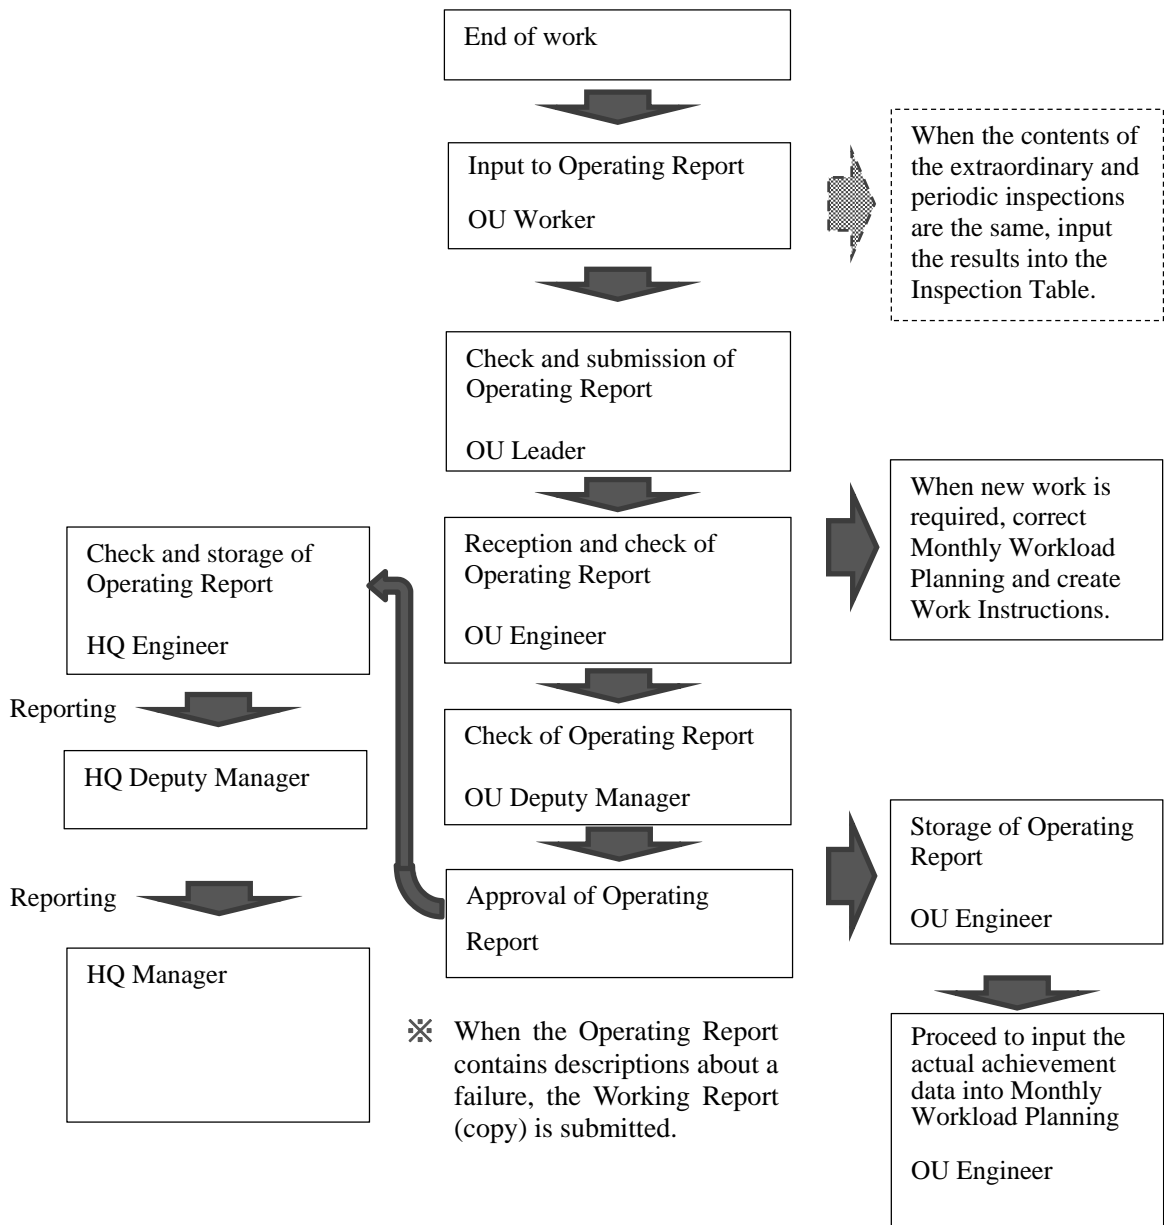 End of work
Input to Operating Report
OU Worker
When the contents of
the extraordinary and
periodic inspections
are the same, input
the results into the
Inspection Table.
Check and submission of
Operating Report
OU Leader
Reception and check of
Operating Report
OU Engineer
When new work is
required, correct
Monthly Workload
Planning and create
Work Instructions.
Check and storage of
Operating Report
HQ Engineer
Reporting
HQ Deputy Manager
Reporting
HQ Manager
Check of Operating Report
OU Deputy Manager
Approval of Operating
Report
Storage of Operating
Report
OU Engineer
※ When the Operating Report
contains descriptions about a
failure, the Working Report
(copy) is submitted.
Proceed to input the
actual achievement
data into Monthly
Workload Planning
OU Engineer